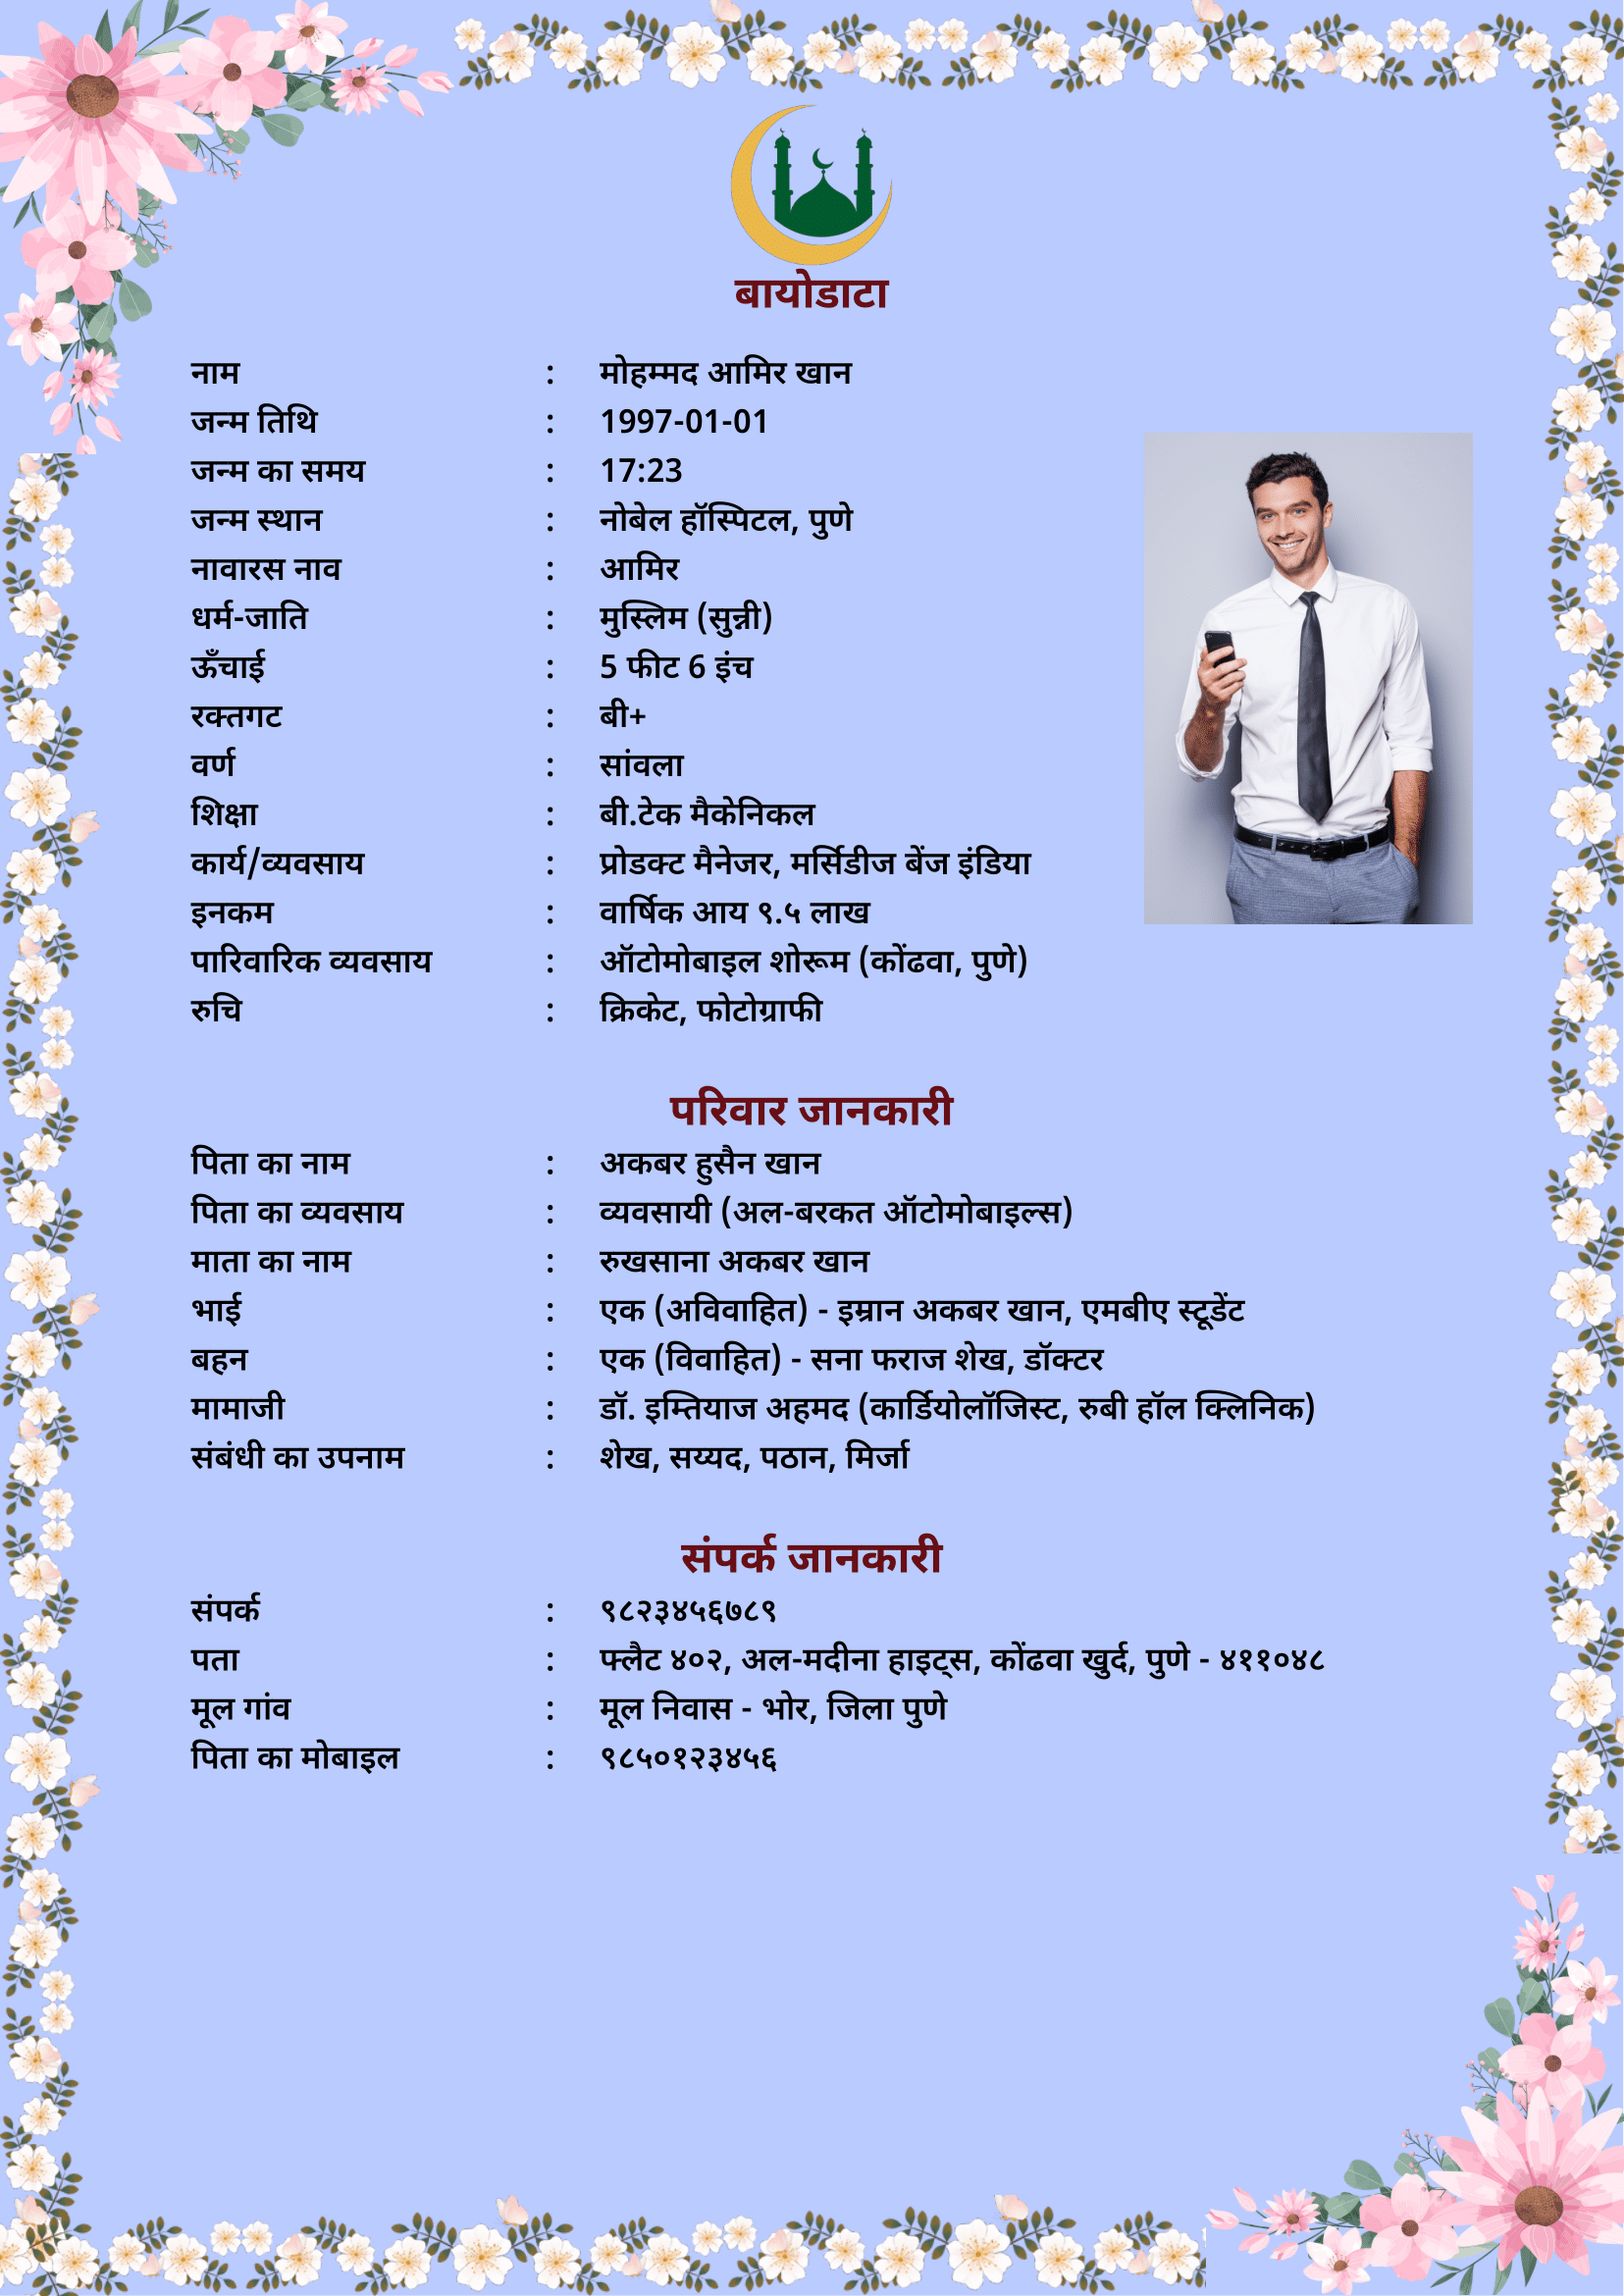 बायोडाटा
नाम : मोहम्मद आमिर खान
जन्म तिथि : 1997-01-01
जन्म का समय : 17:23
जन्म स्थान : नोबेल हॉस्पिटल, पुणे
नावारस नाव : आमिर
धर्म-जाति : मुस्लिम (सुन्नी)
ऊँचाई : 5 फीट 6 इंच
रक्तगट : बी+
वर्ण : सांवला
शिक्षा : बी.टेक मैकेनिकल
कार्य/व्यवसाय : प्रोडक्ट मैनेजर, मर्सिडीज बेंज इंडिया
इनकम : वार्षिक आय ९.५ लाख
पारिवारिक व्यवसाय : ऑटोमोबाइल शोरूम (कोंढवा, पुणे)
रुचि : क्रिकेट, फोटोग्राफी
परिवार जानकारी
पिता का नाम : अकबर हुसैन खान
पिता का व्यवसाय : व्यवसायी (अल-बरकत ऑटोमोबाइल्स)
माता का नाम : रुखसाना अकबर खान
भाई : एक (अविवाहित) - इम्रान अकबर खान, एमबीए स्टूडेंट
बहन : एक (विवाहित) - सना फराज शेख, डॉक्टर
मामाजी : डॉ. इम्तियाज अहमद (कार्डियोलॉजिस्ट, रुबी हॉल क्लिनिक)
संबंधी का उपनाम : शेख, सय्यद, पठान, मिर्जा
संपर्क जानकारी
संपर्क : ९८२३४५६७८९
पता : फ्लैट ४०२, अल-मदीना हाइट्स, कोंढवा खुर्द, पुणे - ४११०४८
मूल गांव : मूल निवास - भोर, जिला पुणे
पिता का मोबाइल : ९८५०१२३४५६